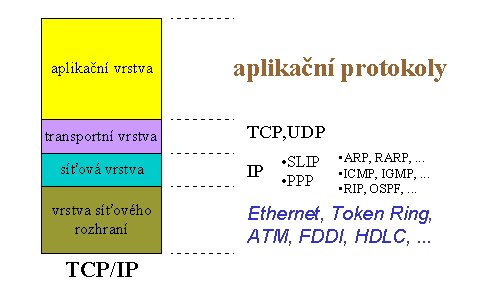 aplikační vrstva
aplikační protokoly
transportní vrstva
TCP,UDP
síťová vrstva
IP
•SLIP
•PPP
•ARP, RARP, ...
•ICMP, IGMP, ...
•RIP, OSPF, ...
vrstva síťového
rozhraní
Ethernet, Token Ring,
ATM, FDDI, HDLC, ...
TCP/IP